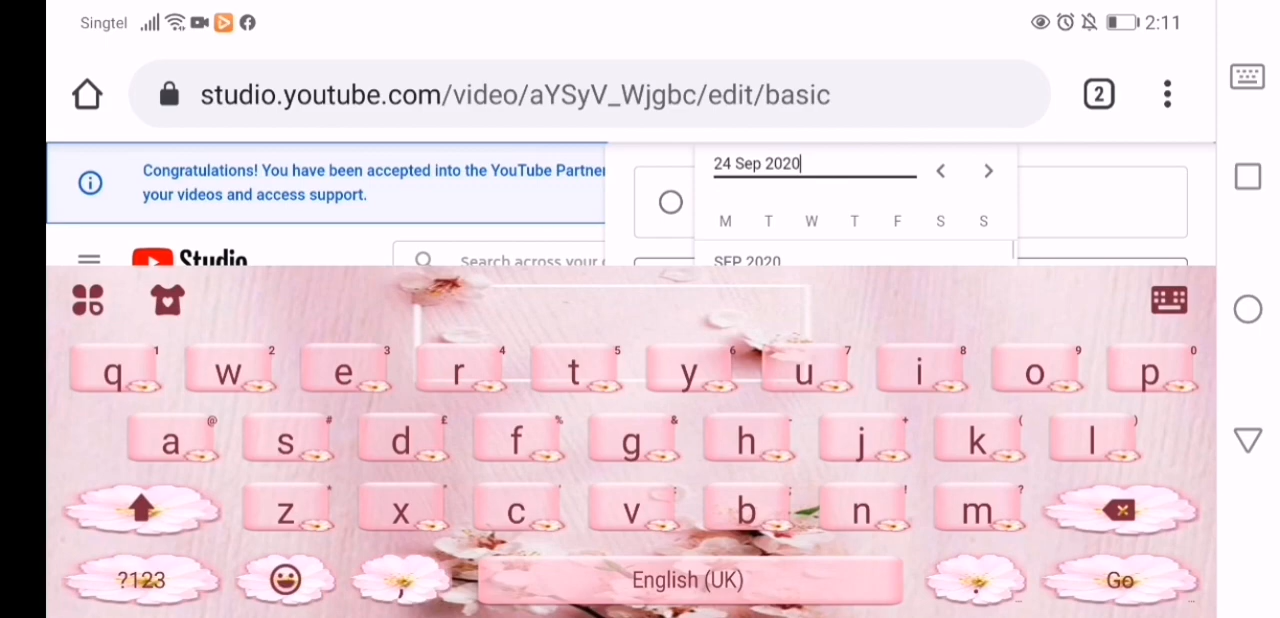 Singtel 2:11
studio.youtube.com/video/aYSyV_Wjgbc/edit/basic 2
Congratulations! You have been accepted into the YouTube Partner
your videos and access support.
24 Sep 2020
M T W T F S S
Studio
Search across your
SEP 2020
1 2 3 4 5 6 7 8 9 0
q w e r t y u i o p
@ # £ % & - + ( )
a s d f g h j k l
* " ' : ; ! ?
z x c v b n m
?123 , English (UK) . Go